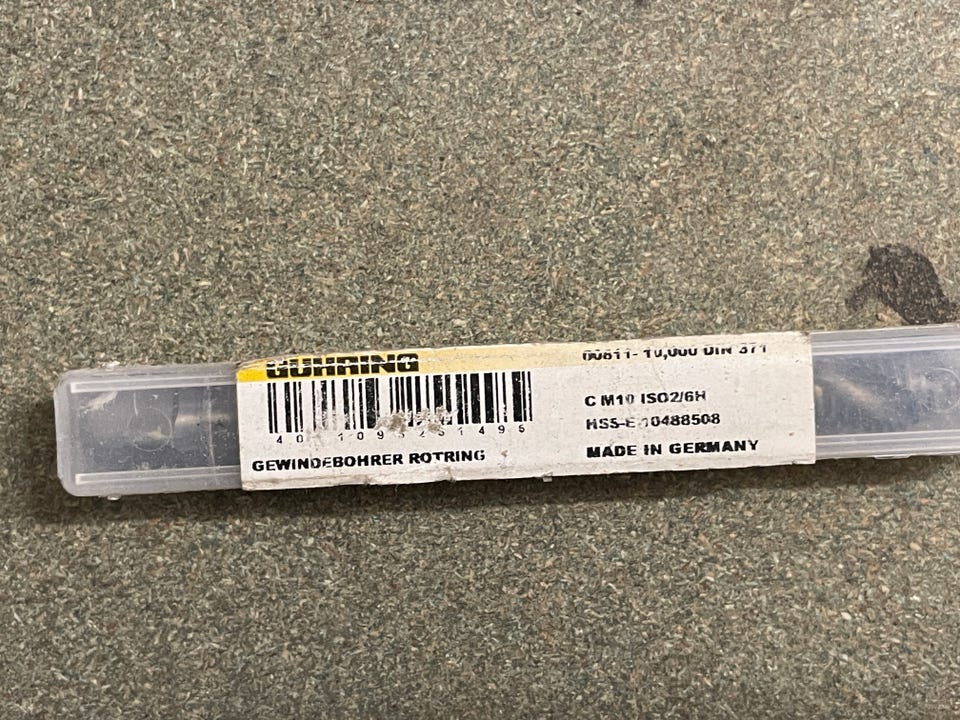 GÜHRING
00811- 10,000 DIN 371
C M10 ISO2/6H
HSS-E 10488508
GEWINDEBOHRER ROTRING
MADE IN GERMANY